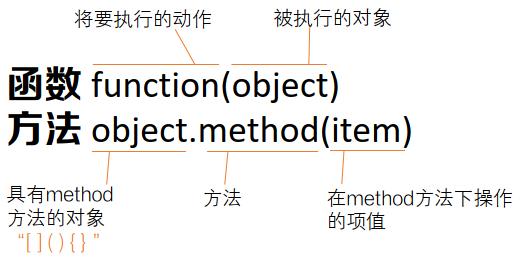 将要执行的动作 被执行的对象
函数 function(object)
方法 object.method(item)
具有method 方法 在method方法下操作
方法的对象 的项值
“[ ] ( ) { } ”